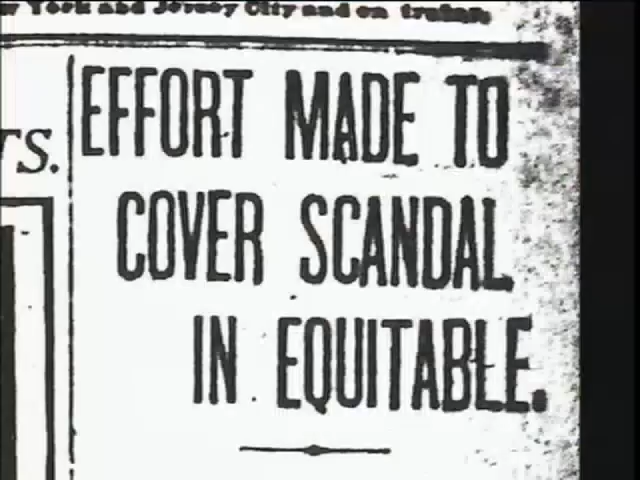 York and Jersey City and on trains.
rs.
EFFORT MADE TO
COVER SCANDAL
IN EQUITABLE.